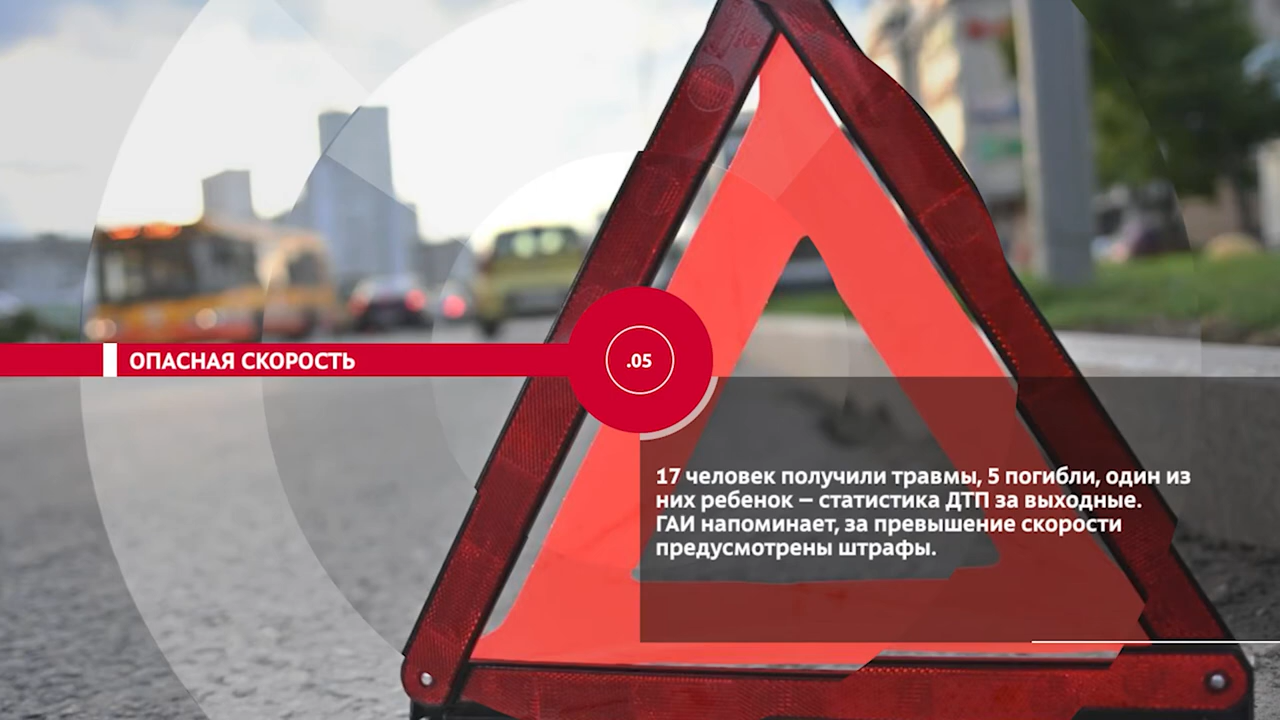 ОПАСНАЯ СКОРОСТЬ
.05
17 человек получили травмы, 5 погибли, один из
них ребенок – статистика ДТП за выходные.
ГАИ напоминает, за превышение скорости
предусмотрены штрафы.